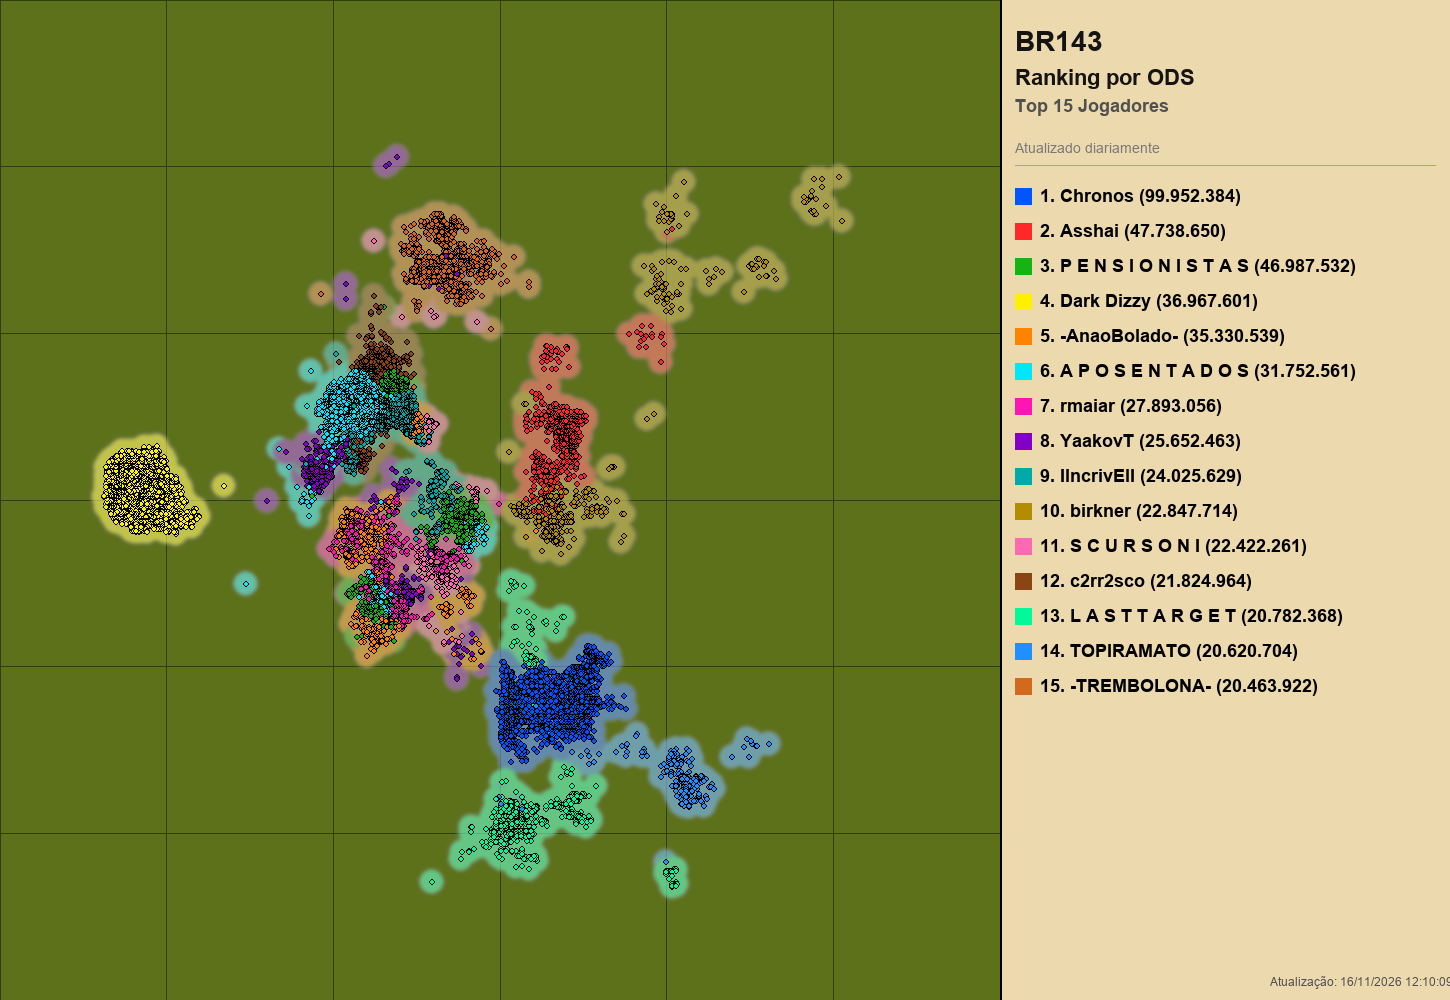 BR143
Ranking por ODS
Top 15 Jogadores
Atualizado diariamente
1. Chronos (99.952.384)
2. Asshai (47.738.650)
3. P E N S I O N I S T A S (46.987.532)
4. Dark Dizzy (36.967.601)
5. -AnaoBolado- (35.330.539)
6. A P O S E N T A D O S (31.752.561)
7. rmaiar (27.893.056)
8. YaakovT (25.652.463)
9. IIncrivEll (24.025.629)
10. birkner (22.847.714)
11. S C U R S O N I (22.422.261)
12. c2rr2sco (21.824.964)
13. L A S T T A R G E T (20.782.368)
14. TOPIRAMATO (20.620.704)
15. -TREMBOLONA- (20.463.922)
Atualização: 16/11/2026 12:10:09